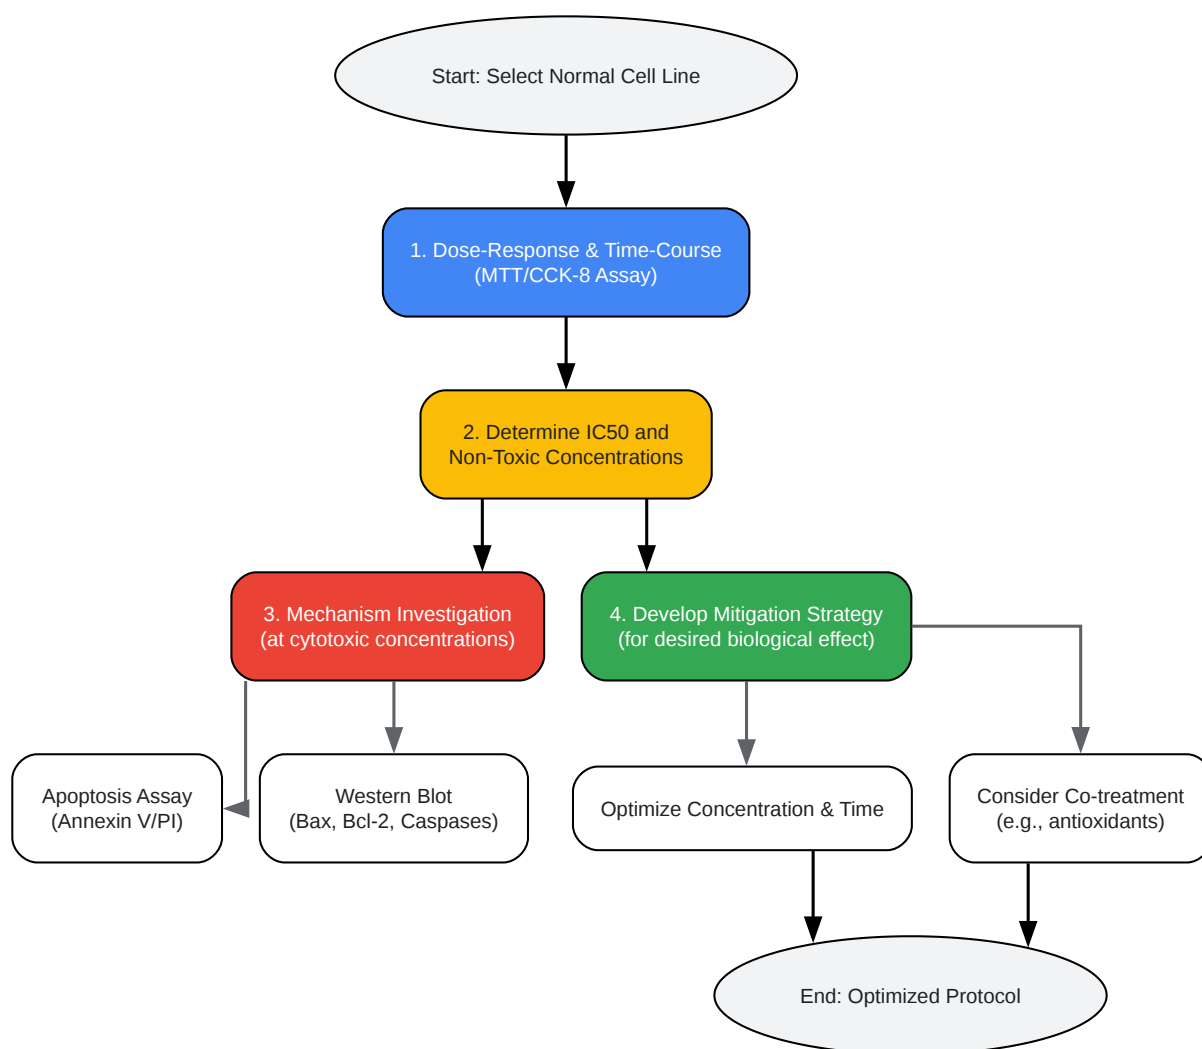 Start: Select Normal Cell Line
1. Dose-Response & Time-Course
(MTT/CCK-8 Assay)
2. Determine IC50 and
Non-Toxic Concentrations
3. Mechanism Investigation
(at cytotoxic concentrations)
4. Develop Mitigation Strategy
(for desired biological effect)
Apoptosis Assay
(Annexin V/PI)
Western Blot
(Bax, Bcl-2, Caspases)
Optimize Concentration & Time
Consider Co-treatment
(e.g., antioxidants)
End: Optimized Protocol